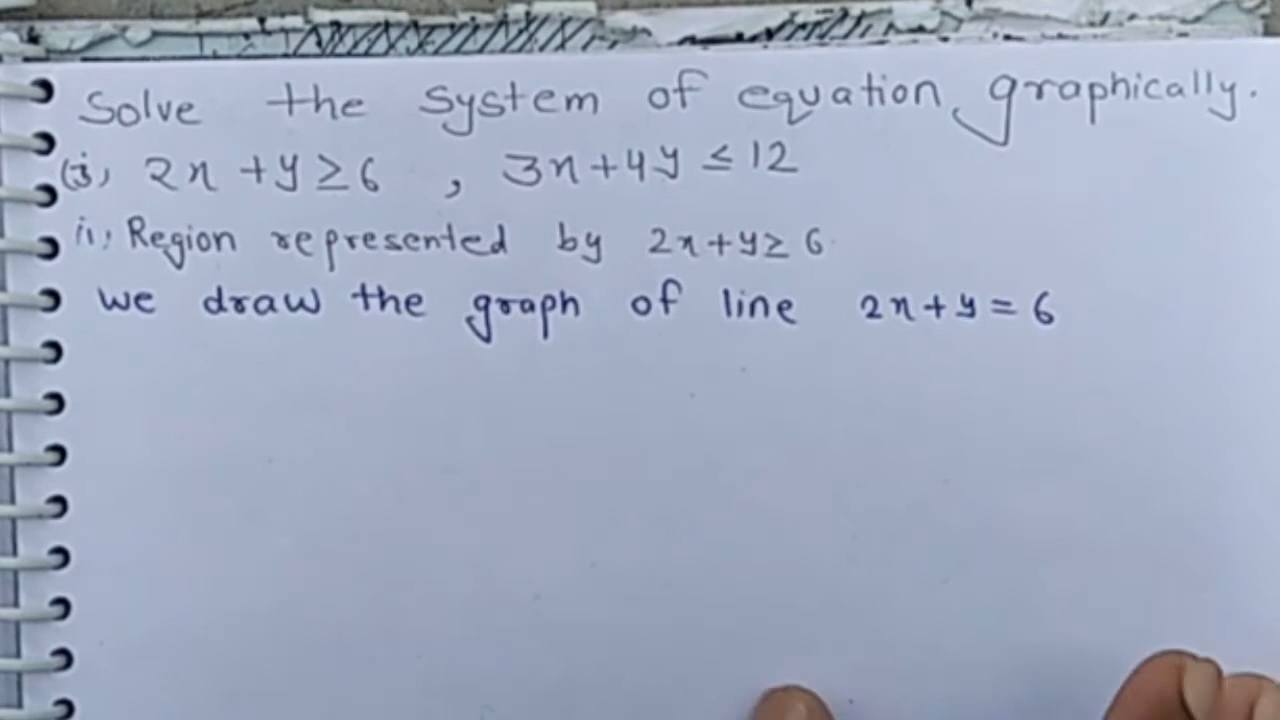 Solve the system of equation graphically.
(i), 2x + y ≥ 6 , 3x + 4y ≤ 12
(i), Region represented by 2x + y ≥ 6
we draw the graph of line 2x + y = 6